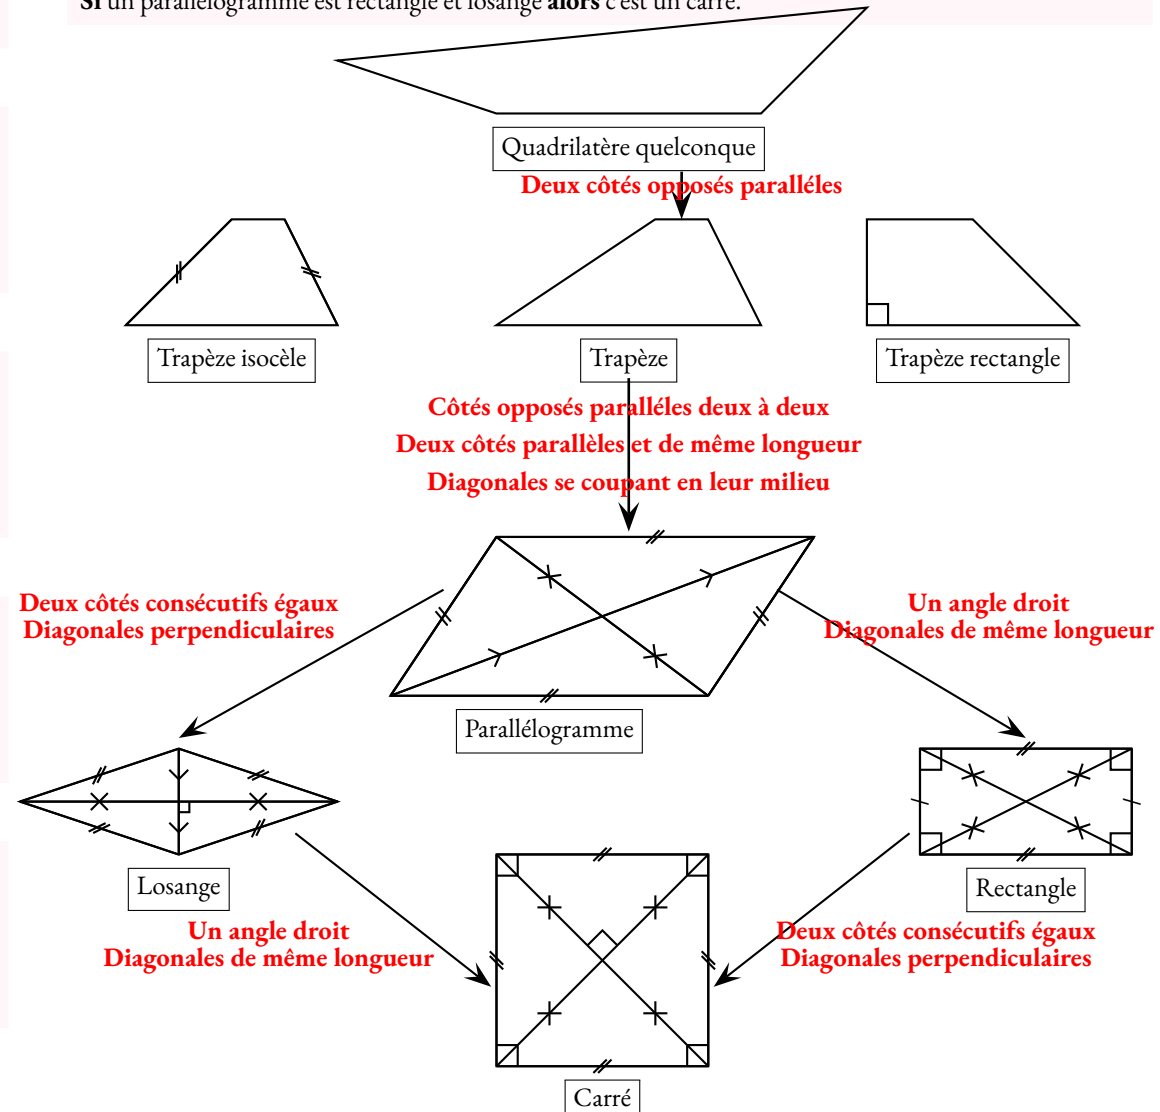 Si un parallélogramme est rectangle et losange alors c'est un carré.
Quadrilatère quelconque
Deux côtés opposés paralléles
Trapèze isocèle
Trapèze
Trapèze rectangle
Côtés opposés paralléles deux à deux
Deux côtés parallèles et de même longueur
Diagonales se coupant en leur milieu
Deux côtés consécutifs égaux
Diagonales perpendiculaires
Un angle droit
Diagonales de même longueur
Parallélogramme
Losange
Rectangle
Un angle droit
Diagonales de même longueur
Deux côtés consécutifs égaux
Diagonales perpendiculaires
Carré